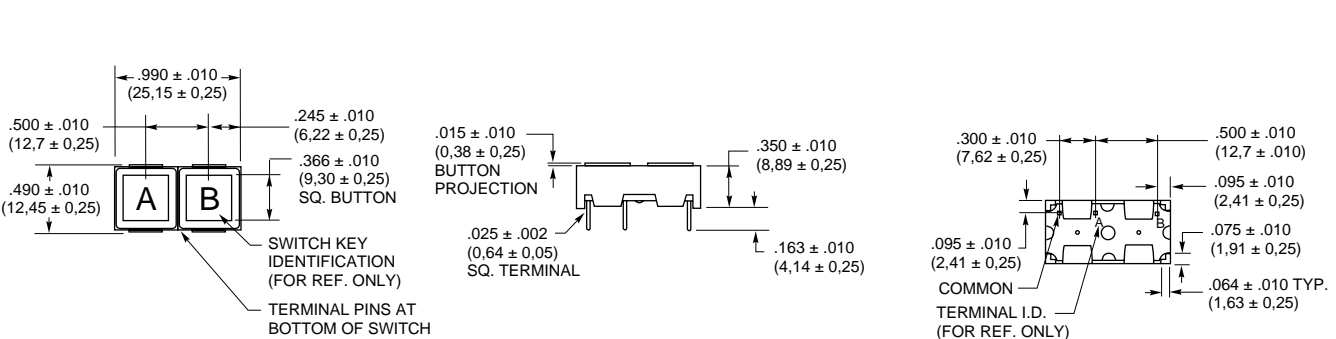 .990 ± .010
(25,15 ± 0,25)
.500 ± .010
(12,7 ± 0,25)
.245 ± .010
(6,22 ± 0,25)
.490 ± .010
(12,45 ± 0,25)
A
B
.366 ± .010
(9,30 ± 0,25)
SQ. BUTTON
SWITCH KEY
IDENTIFICATION
(FOR REF. ONLY)
TERMINAL PINS AT
BOTTOM OF SWITCH
.015 ± .010
(0,38 ± 0,25)
BUTTON
PROJECTION
.350 ± .010
(8,89 ± 0,25)
.025 ± .002
(0,64 ± 0,05)
SQ. TERMINAL
.163 ± .010
(4,14 ± 0,25)
.300 ± .010
(7,62 ± 0,25)
.500 ± .010
(12,7 ± .010)
.095 ± .010
(2,41 ± 0,25)
A
B
.095 ± .010
(2,41 ± 0,25)
.075 ± .010
(1,91 ± 0,25)
COMMON
.064 ± .010 TYP.
(1,63 ± 0,25)
TERMINAL I.D.
(FOR REF. ONLY)